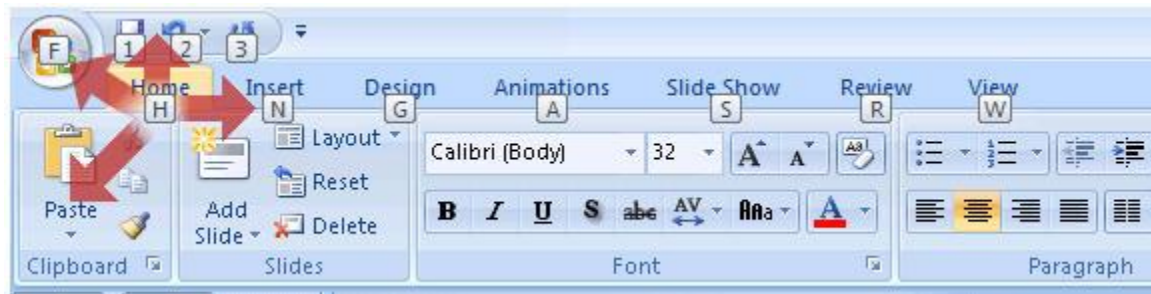 F 1 2 3
Home Insert Design Animations Slide Show Review View
H N G A S R W
Layout Calibri (Body) 32 A A Aa
Reset
Paste Add Slide Delete B I U S abc AV Aa A
Clipboard Slides Font Paragraph